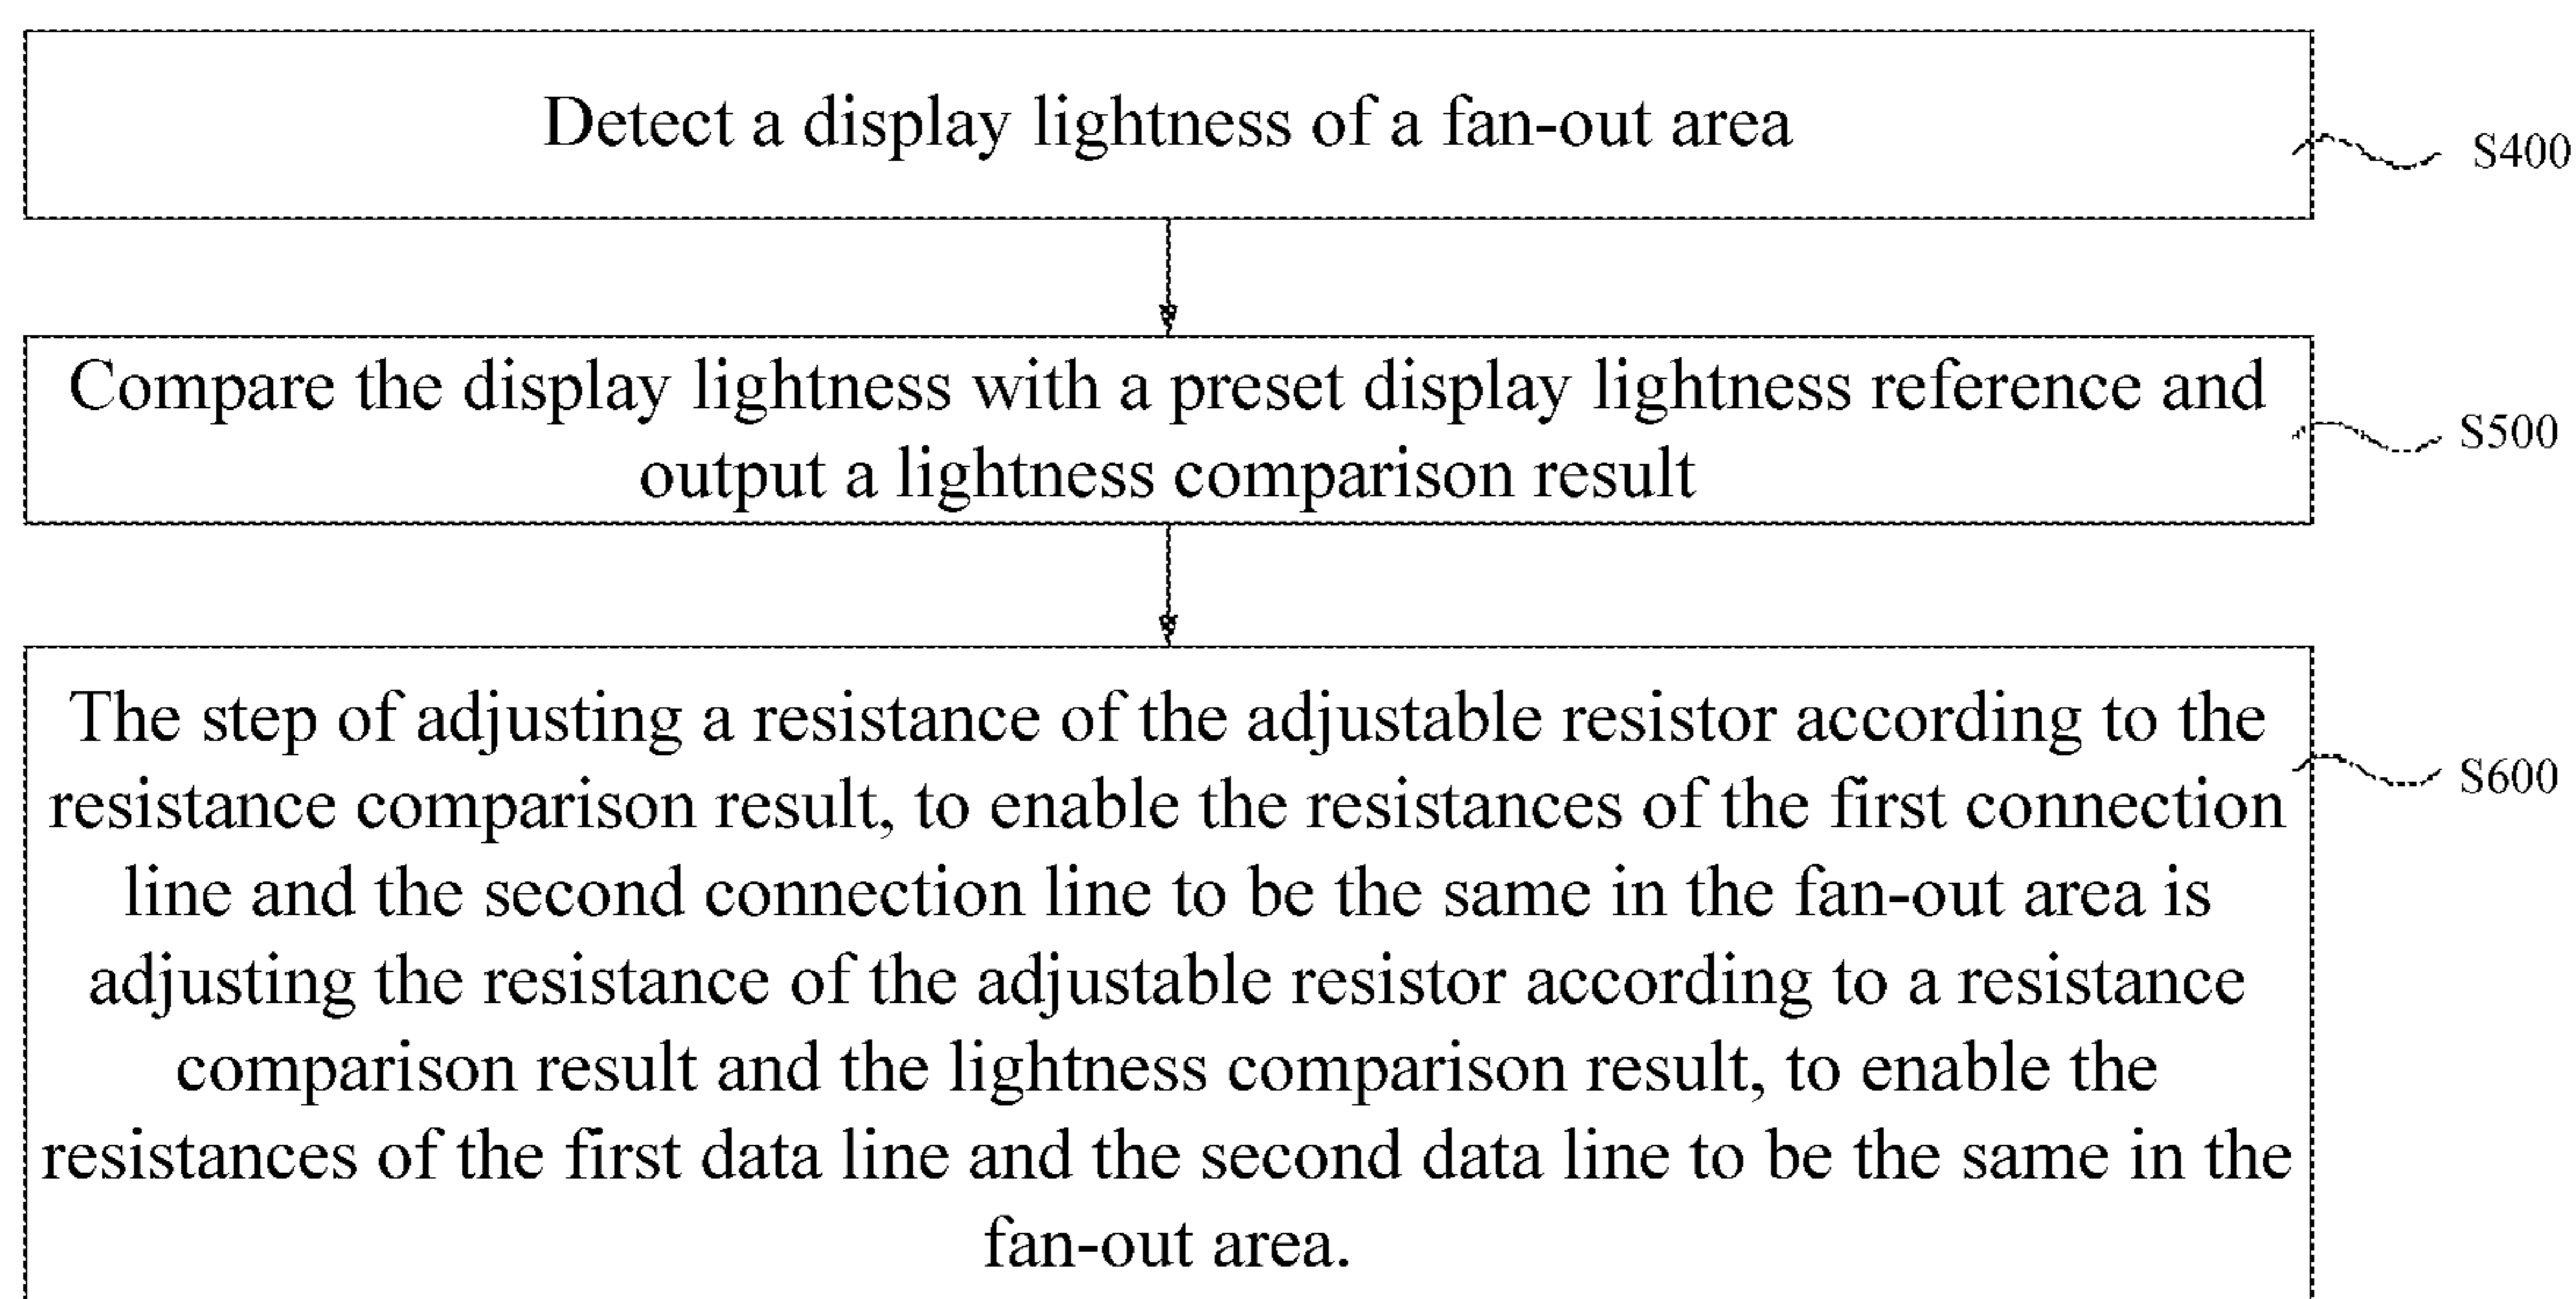 Detect a display lightness of a fan-out area
S400
Compare the display lightness with a preset display lightness reference and
output a lightness comparison result
S500
The step of adjusting a resistance of the adjustable resistor according to the
resistance comparison result, to enable the resistances of the first connection
line and the second connection line to be the same in the fan-out area is
adjusting the resistance of the adjustable resistor according to a resistance
comparison result and the lightness comparison result, to enable the
resistances of the first data line and the second data line to be the same in the
fan-out area.
S600